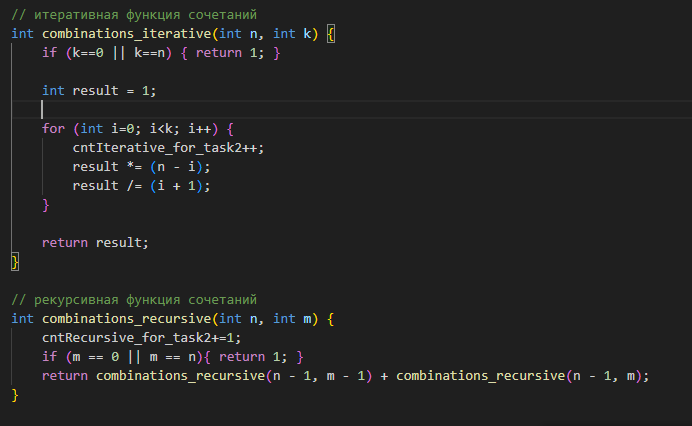 // итеративная функция сочетаний
int combinations_iterative(int n, int k) {
    if (k==0 || k==n) { return 1; }
    int result = 1;
    for (int i=0; i<k; i++) {
        cntIterative_for_task2++;
        result *= (n - i);
        result /= (i + 1);
    }
    return result;
}
// рекурсивная функция сочетаний
int combinations_recursive(int n, int m) {
    cntRecursive_for_task2+=1;
    if (m == 0 || m == n){ return 1; }
    return combinations_recursive(n - 1, m - 1) + combinations_recursive(n - 1, m);
}